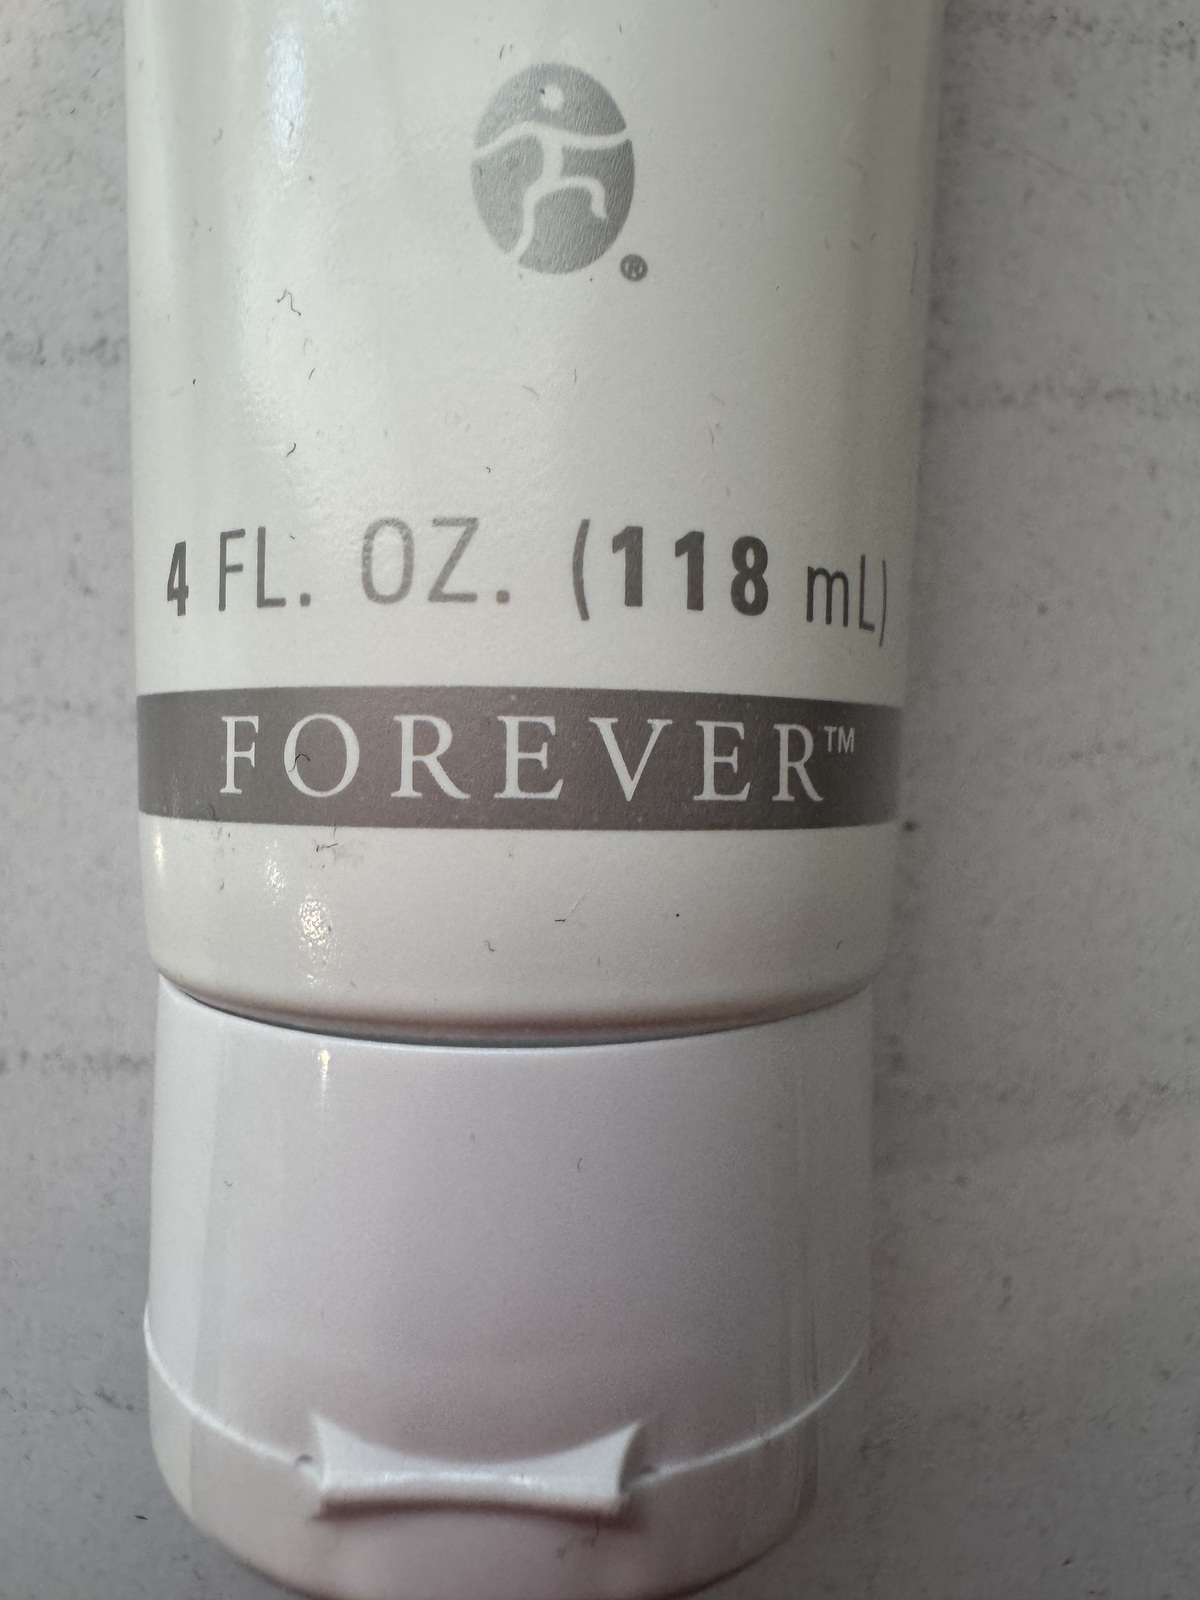 ®
4 FL. OZ. (118 mL)
FOREVER™